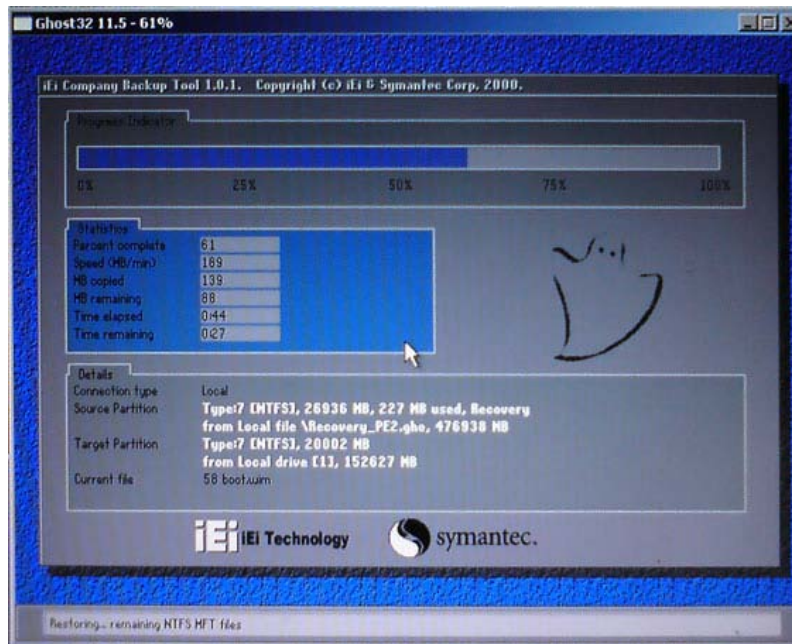 Ghost32 11.5 - 61%
iEi Company Backup Tool 1.0.1.   Copyright (c) iEi & Symantec Corp. 2000.
Progress Indicator
0% 25% 50% 75% 100%
Statistics
Percent complete 61
Speed (MB/min) 189
MB copied 139
MB remaining 88
Time elapsed 0:44
Time remaining 0:27
Details
Connection type Local
Source Partition Type:7 [NTFS], 26936 MB, 227 MB used, Recovery
from Local file \Recovery_PE2.gho, 476938 MB
Target Partition Type:7 [NTFS], 20002 MB
from Local drive [1], 152627 MB
Current file 58 boot.wim
iEi iEi Technology symantec.
Restoring... remaining NTFS MFT files